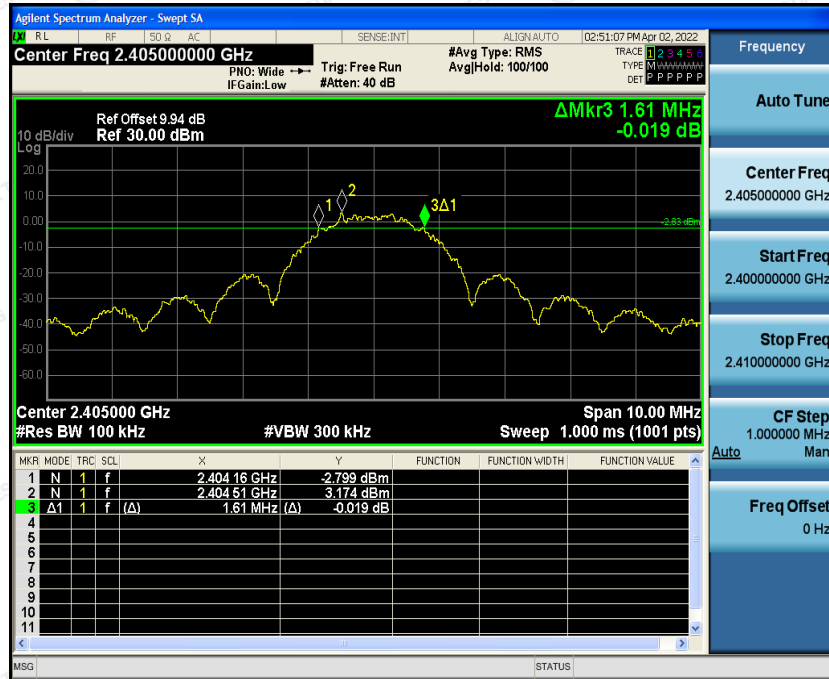 Agilent Spectrum Analyzer - Swept SA
LXI RL RF 50 Ω AC SENSE:INT ALIGN AUTO 02:51:07 PM Apr 02, 2022
Center Freq 2.405000000 GHz
PNO: Wide
IFGain:Low
Trig: Free Run
#Atten: 40 dB
#Avg Type: RMS
Avg|Hold: 100/100
TRACE 1 2 3 4 5 6
TYPE M
DET P P P P P P
Ref Offset 9.94 dB
Ref 30.00 dBm
10 dB/div
Log
ΔMkr3 1.61 MHz
-0.019 dB
20.0
10.0
0.00
-10.0
-20.0
-30.0
-40.0
-50.0
-60.0
1
2
3Δ1
-2.83 dBm
Center 2.405000 GHz
Span 10.00 MHz
#Res BW 100 kHz
#VBW 300 kHz
Sweep 1.000 ms (1001 pts)
MKR MODE TRC SCL X Y FUNCTION FUNCTION WIDTH FUNCTION VALUE
1 N 1 f 2.404 16 GHz -2.799 dBm
2 N 1 f 2.404 51 GHz 3.174 dBm
3 Δ1 1 f (Δ) 1.61 MHz (Δ) -0.019 dB
4
5
6
7
8
9
10
11
MSG STATUS
Frequency
Auto Tune
Center Freq
2.405000000 GHz
Start Freq
2.400000000 GHz
Stop Freq
2.410000000 GHz
CF Step
1.000000 MHz
Auto Man
Freq Offset
0 Hz